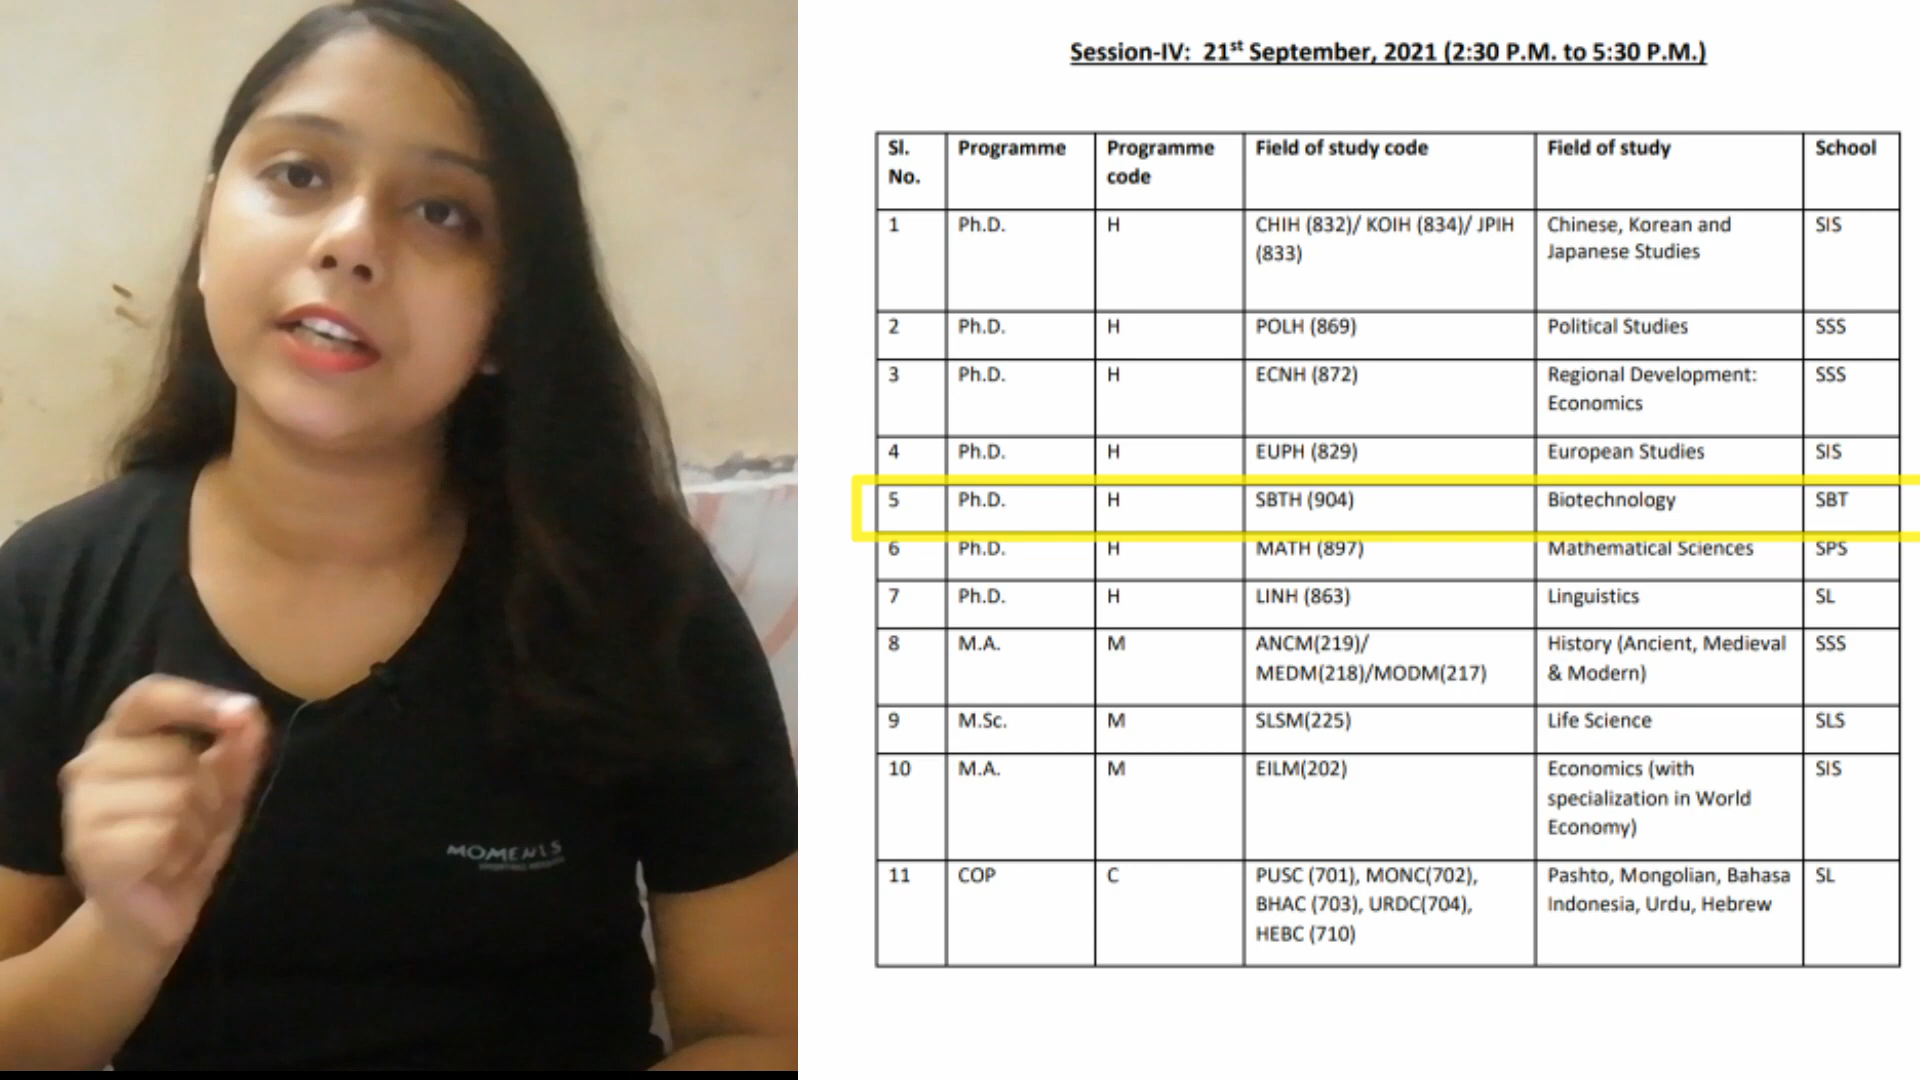 Session-IV: 21st September, 2021 (2:30 P.M. to 5:30 P.M.)
Sl. No. Programme Programme code Field of study code Field of study School
1 Ph.D. H CHIH (832)/ KOIH (834)/ JPIH (833) Chinese, Korean and Japanese Studies SIS
2 Ph.D. H POLH (869) Political Studies SSS
3 Ph.D. H ECNH (872) Regional Development: Economics SSS
4 Ph.D. H EUPH (829) European Studies SIS
5 Ph.D. H SBTH (904) Biotechnology SBT
6 Ph.D. H MATH (897) Mathematical Sciences SPS
7 Ph.D. H LINH (863) Linguistics SL
8 M.A. M ANCM(219)/ MEDM(218)/MODM(217) History (Ancient, Medieval & Modern) SSS
9 M.Sc. M SLSM(225) Life Science SLS
10 M.A. M EILM(202) Economics (with specialization in World Economy) SIS
11 COP C PUSC (701), MONC(702), BHAC (703), URDC(704), HEBC (710) Pashto, Mongolian, Bahasa Indonesia, Urdu, Hebrew SL
MOMENTS